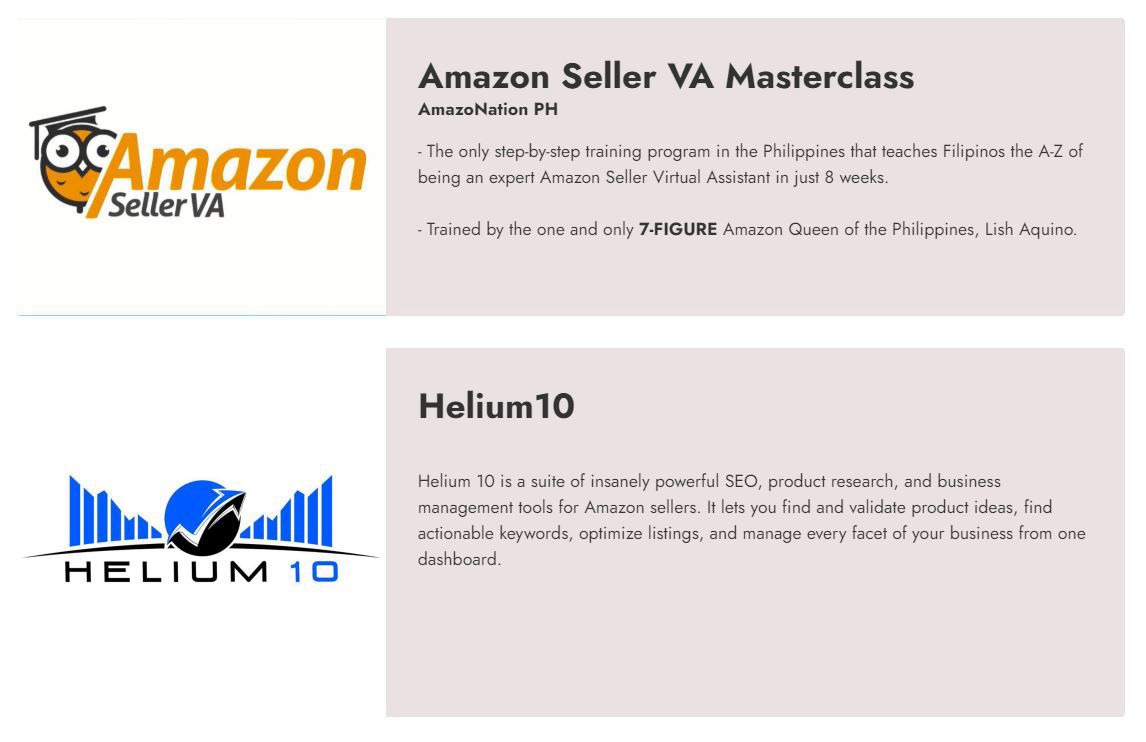 Amazon
Seller VA
Amazon Seller VA Masterclass
AmazoNation PH
- The only step-by-step training program in the Philippines that teaches Filipinos the A-Z of
being an expert Amazon Seller Virtual Assistant in just 8 weeks.
- Trained by the one and only 7-FIGURE Amazon Queen of the Philippines, Lish Aquino.
HELIUM 10
Helium10
Helium 10 is a suite of insanely powerful SEO, product research, and business
management tools for Amazon sellers. It lets you find and validate product ideas, find
actionable keywords, optimize listings, and manage every facet of your business from one
dashboard.